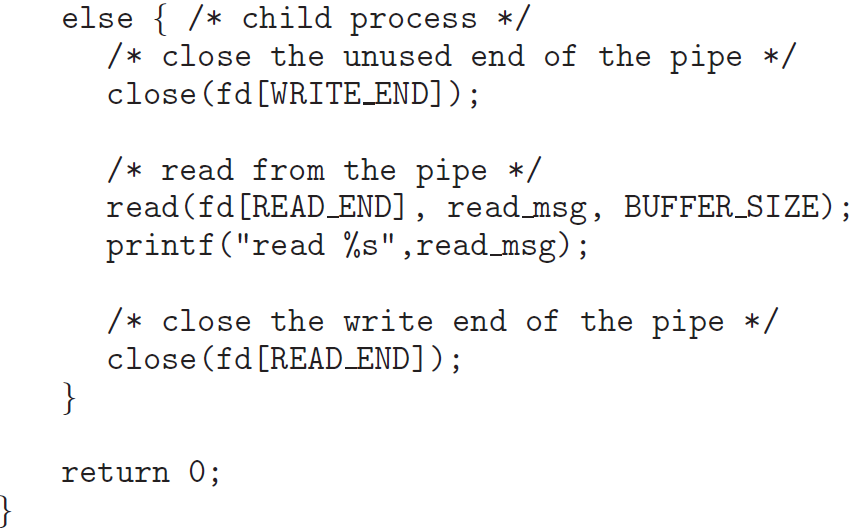 else { /* child process */
/* close the unused end of the pipe */
close(fd[WRITE_END]);
/* read from the pipe */
read(fd[READ_END], read_msg, BUFFER_SIZE);
printf("read %s",read_msg);
/* close the write end of the pipe */
close(fd[READ_END]);
}
return 0;
}